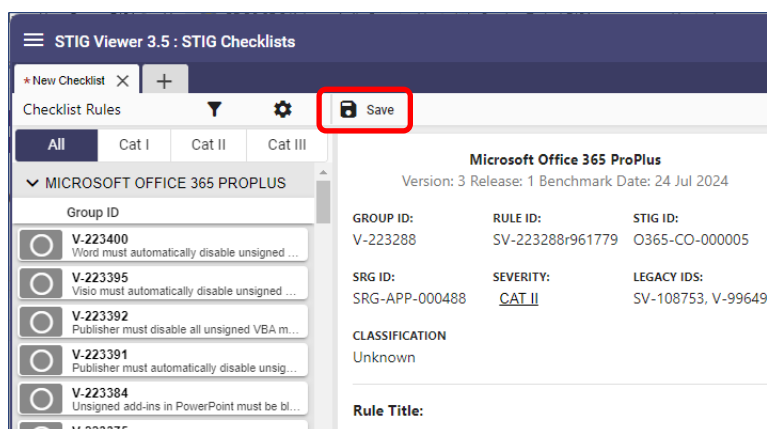 STIG Viewer 3.5 : STIG Checklists
* New Checklist
Checklist Rules
Save
All Cat I Cat II Cat III
MICROSOFT OFFICE 365 PROPLUS
Group ID
V-223400
Word must automatically disable unsigned ...
V-223395
Visio must automatically disable unsigned ...
V-223392
Publisher must disable all unsigned VBA m...
V-223391
Publisher must automatically disable unsig...
V-223384
Unsigned add-ins in PowerPoint must be bl...
Microsoft Office 365 ProPlus
Version: 3 Release: 1 Benchmark Date: 24 Jul 2024
GROUP ID: RULE ID: STIG ID:
V-223288 SV-223288r961779 O365-CO-000005
SRG ID: SEVERITY: LEGACY IDS:
SRG-APP-000488 CAT II SV-108753, V-99649
CLASSIFICATION
Unknown
Rule Title: